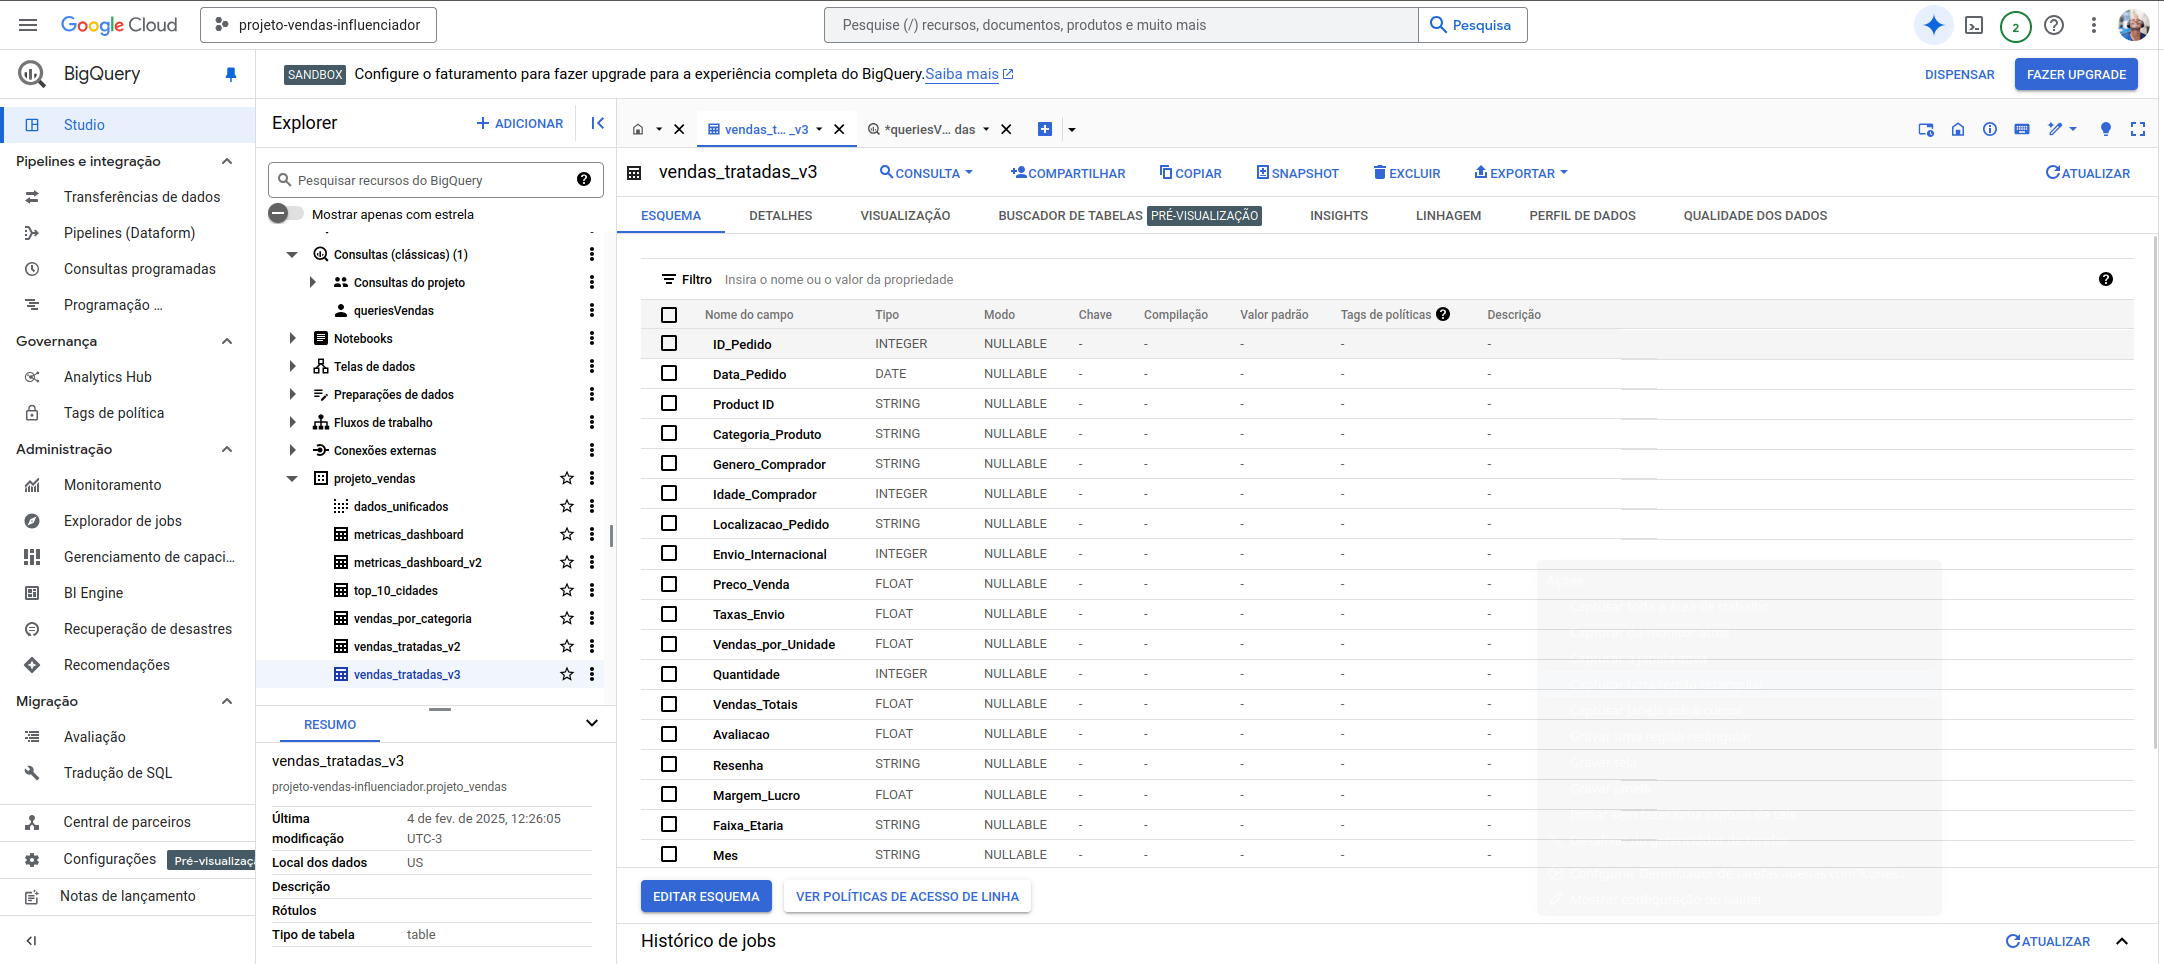 Google Cloud
projeto-vendas-influenciador
Pesquise (/) recursos, documentos, produtos e muito mais
Pesquisa
2
BigQuery
SANDBOX Configure o faturamento para fazer upgrade para a experiência completa do BigQuery. Saiba mais
DISPENSAR
FAZER UPGRADE
Studio
Pipelines e integração
Transferências de dados
Pipelines (Dataform)
Consultas programadas
Programação ...
Governança
Analytics Hub
Tags de política
Administração
Monitoramento
Explorador de jobs
Gerenciamento de capaci...
BI Engine
Recuperação de desastres
Recomendações
Migração
Avaliação
Tradução de SQL
Central de parceiros
Configurações Pré-visualizaç
Notas de lançamento
Explorer
ADICIONAR
Pesquisar recursos do BigQuery
Mostrar apenas com estrela
Consultas (clássicas) (1)
Consultas do projeto
queriesVendas
Notebooks
Telas de dados
Preparações de dados
Fluxos de trabalho
Conexões externas
projeto_vendas
dados_unificados
metricas_dashboard
metricas_dashboard_v2
top_10_cidades
vendas_por_categoria
vendas_tratadas_v2
vendas_tratadas_v3
RESUMO
vendas_tratadas_v3
projeto-vendas-influenciador.projeto_vendas
Última modificação 4 de fev. de 2025, 12:26:05 UTC-3
Local dos dados US
Descrição
Rótulos
Tipo de tabela table
vendas_t... _v3
*queriesV... das
vendas_tratadas_v3
CONSULTA
COMPARTILHAR
COPIAR
SNAPSHOT
EXCLUIR
EXPORTAR
ATUALIZAR
ESQUEMA DETALHES VISUALIZAÇÃO BUSCADOR DE TABELAS PRÉ-VISUALIZAÇÃO INSIGHTS LINHAGEM PERFIL DE DADOS QUALIDADE DOS DADOS
Filtro Insira o nome ou o valor da propriedade
Nome do campo Tipo Modo Chave Compilação Valor padrão Tags de políticas Descrição
ID_Pedido INTEGER NULLABLE - - - - -
Data_Pedido DATE NULLABLE - - - - -
Product ID STRING NULLABLE - - - - -
Categoria_Produto STRING NULLABLE - - - - -
Genero_Comprador STRING NULLABLE - - - - -
Idade_Comprador INTEGER NULLABLE - - - - -
Localizacao_Pedido STRING NULLABLE - - - - -
Envio_Internacional INTEGER NULLABLE - - - - -
Preco_Venda FLOAT NULLABLE - - - - -
Taxas_Envio FLOAT NULLABLE - - - - -
Vendas_por_Unidade FLOAT NULLABLE - - - - -
Quantidade INTEGER NULLABLE - - - - -
Vendas_Totais FLOAT NULLABLE - - - - -
Avaliacao FLOAT NULLABLE - - - - -
Resenha STRING NULLABLE - - - - -
Margem_Lucro FLOAT NULLABLE - - - - -
Faixa_Etaria STRING NULLABLE - - - - -
Mes STRING NULLABLE - - - - -
EDITAR ESQUEMA
VER POLÍTICAS DE ACESSO DE LINHA
Histórico de jobs
ATUALIZAR